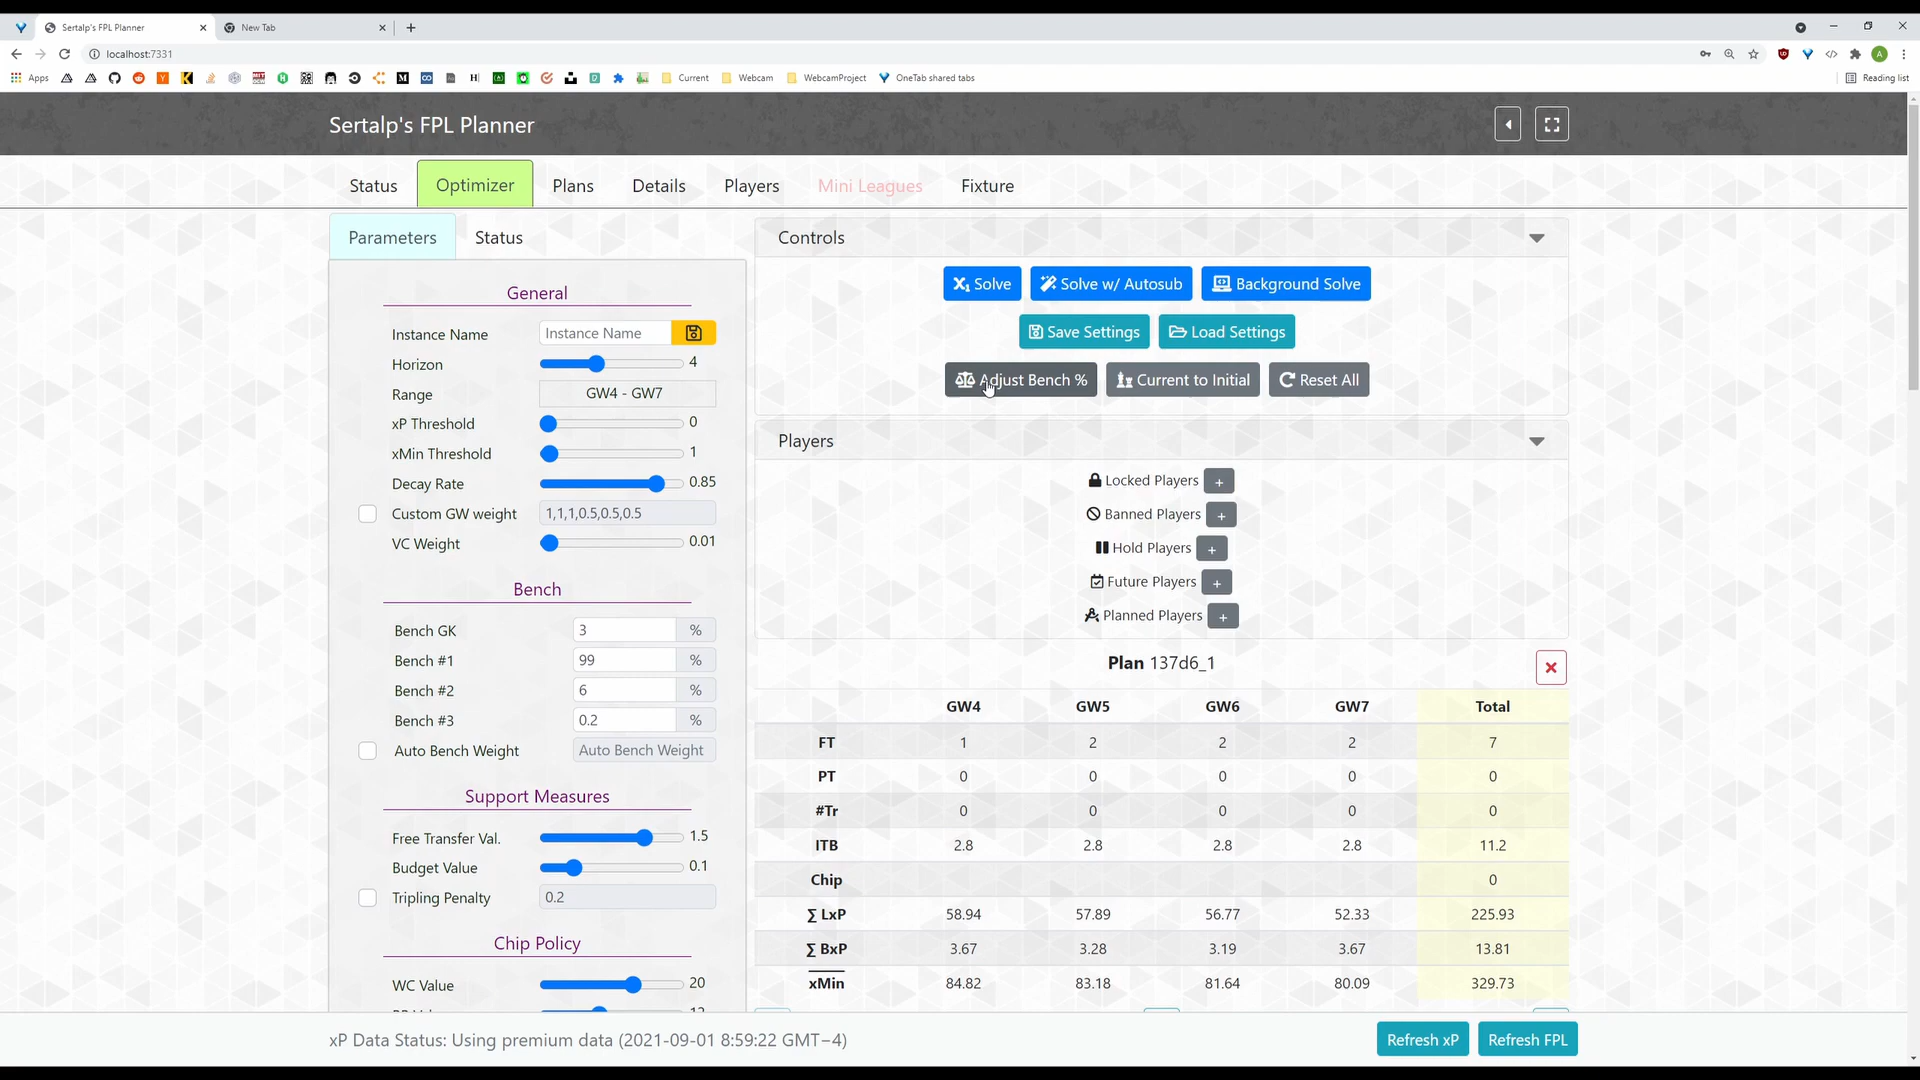 Sertalp's FPL Planner
New Tab
localhost:7331
Apps
Current
Webcam
WebcamProject
OneTab shared tabs
Reading list
Sertalp's FPL Planner
Status Optimizer Plans Details Players Mini Leagues Fixture
Parameters Status
General
Instance Name Instance Name
Horizon 4
Range GW4 - GW7
xP Threshold 0
xMin Threshold 1
Decay Rate 0.85
Custom GW weight 1,1,1,0.5,0.5,0.5
VC Weight 0.01
Bench
Bench GK 3 %
Bench #1 99 %
Bench #2 6 %
Bench #3 0.2 %
Auto Bench Weight Auto Bench Weight
Support Measures
Free Transfer Val. 1.5
Budget Value 0.1
Tripling Penalty 0.2
Chip Policy
WC Value 20
Controls
Solve Solve w/ Autosub Background Solve
Save Settings Load Settings
Adjust Bench % Current to Initial Reset All
Players
Locked Players +
Banned Players +
Hold Players +
Future Players +
Planned Players +
Plan 137d6_1
GW4 GW5 GW6 GW7 Total
FT 1 2 2 2 7
PT 0 0 0 0 0
#Tr 0 0 0 0 0
ITB 2.8 2.8 2.8 2.8 11.2
Chip 0
∑ LxP 58.94 57.89 56.77 52.33 225.93
∑ BxP 3.67 3.28 3.19 3.67 13.81
xMin 84.82 83.18 81.64 80.09 329.73
xP Data Status: Using premium data (2021-09-01 8:59:22 GMT−4)
Refresh xP Refresh FPL